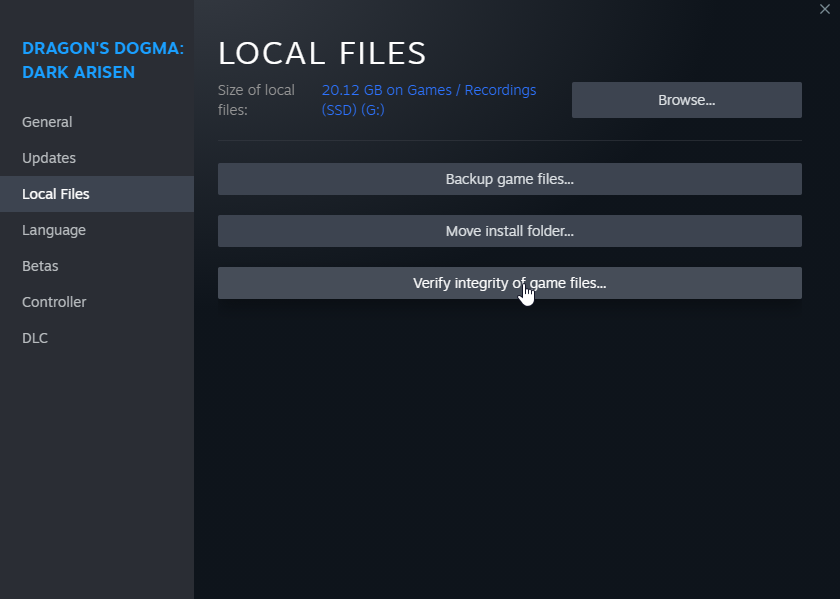 DRAGON'S DOGMA:
DARK ARISEN
General
Updates
Local Files
Language
Betas
Controller
DLC
LOCAL FILES
Size of local
files:
20.12 GB on Games / Recordings
(SSD) (G:)
Browse...
Backup game files...
Move install folder...
Verify integrity of game files...